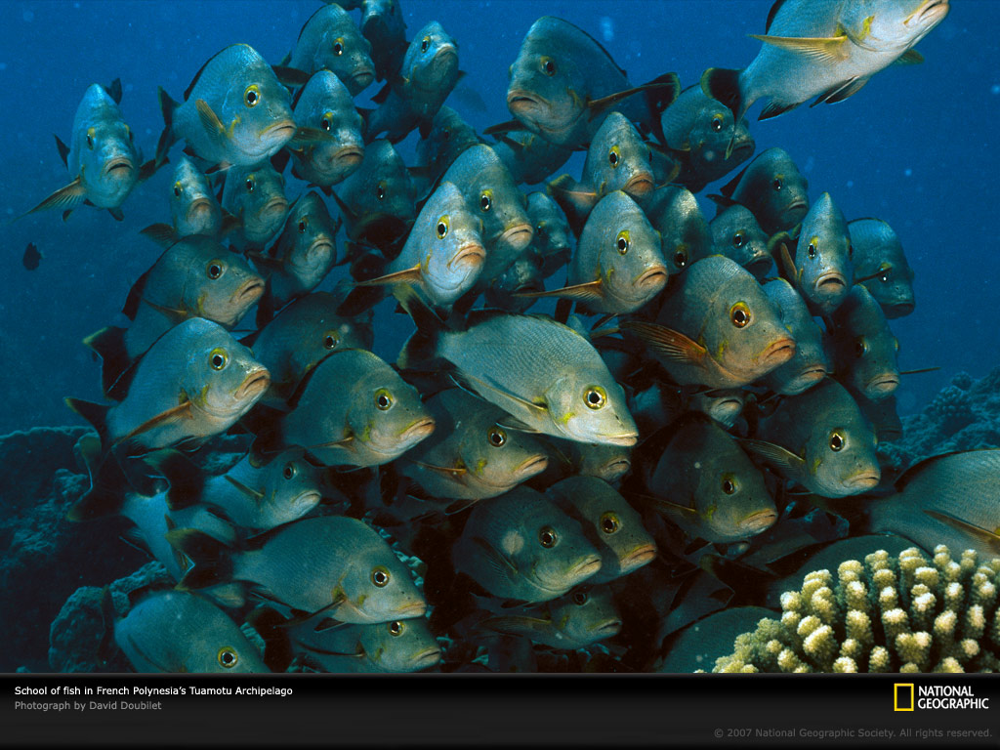 School of fish in French Polynesia's Tuamotu Archipelago
Photograph by David Doubilet
NATIONAL
GEOGRAPHIC
© 2007 National Geographic Society. All rights reserved.